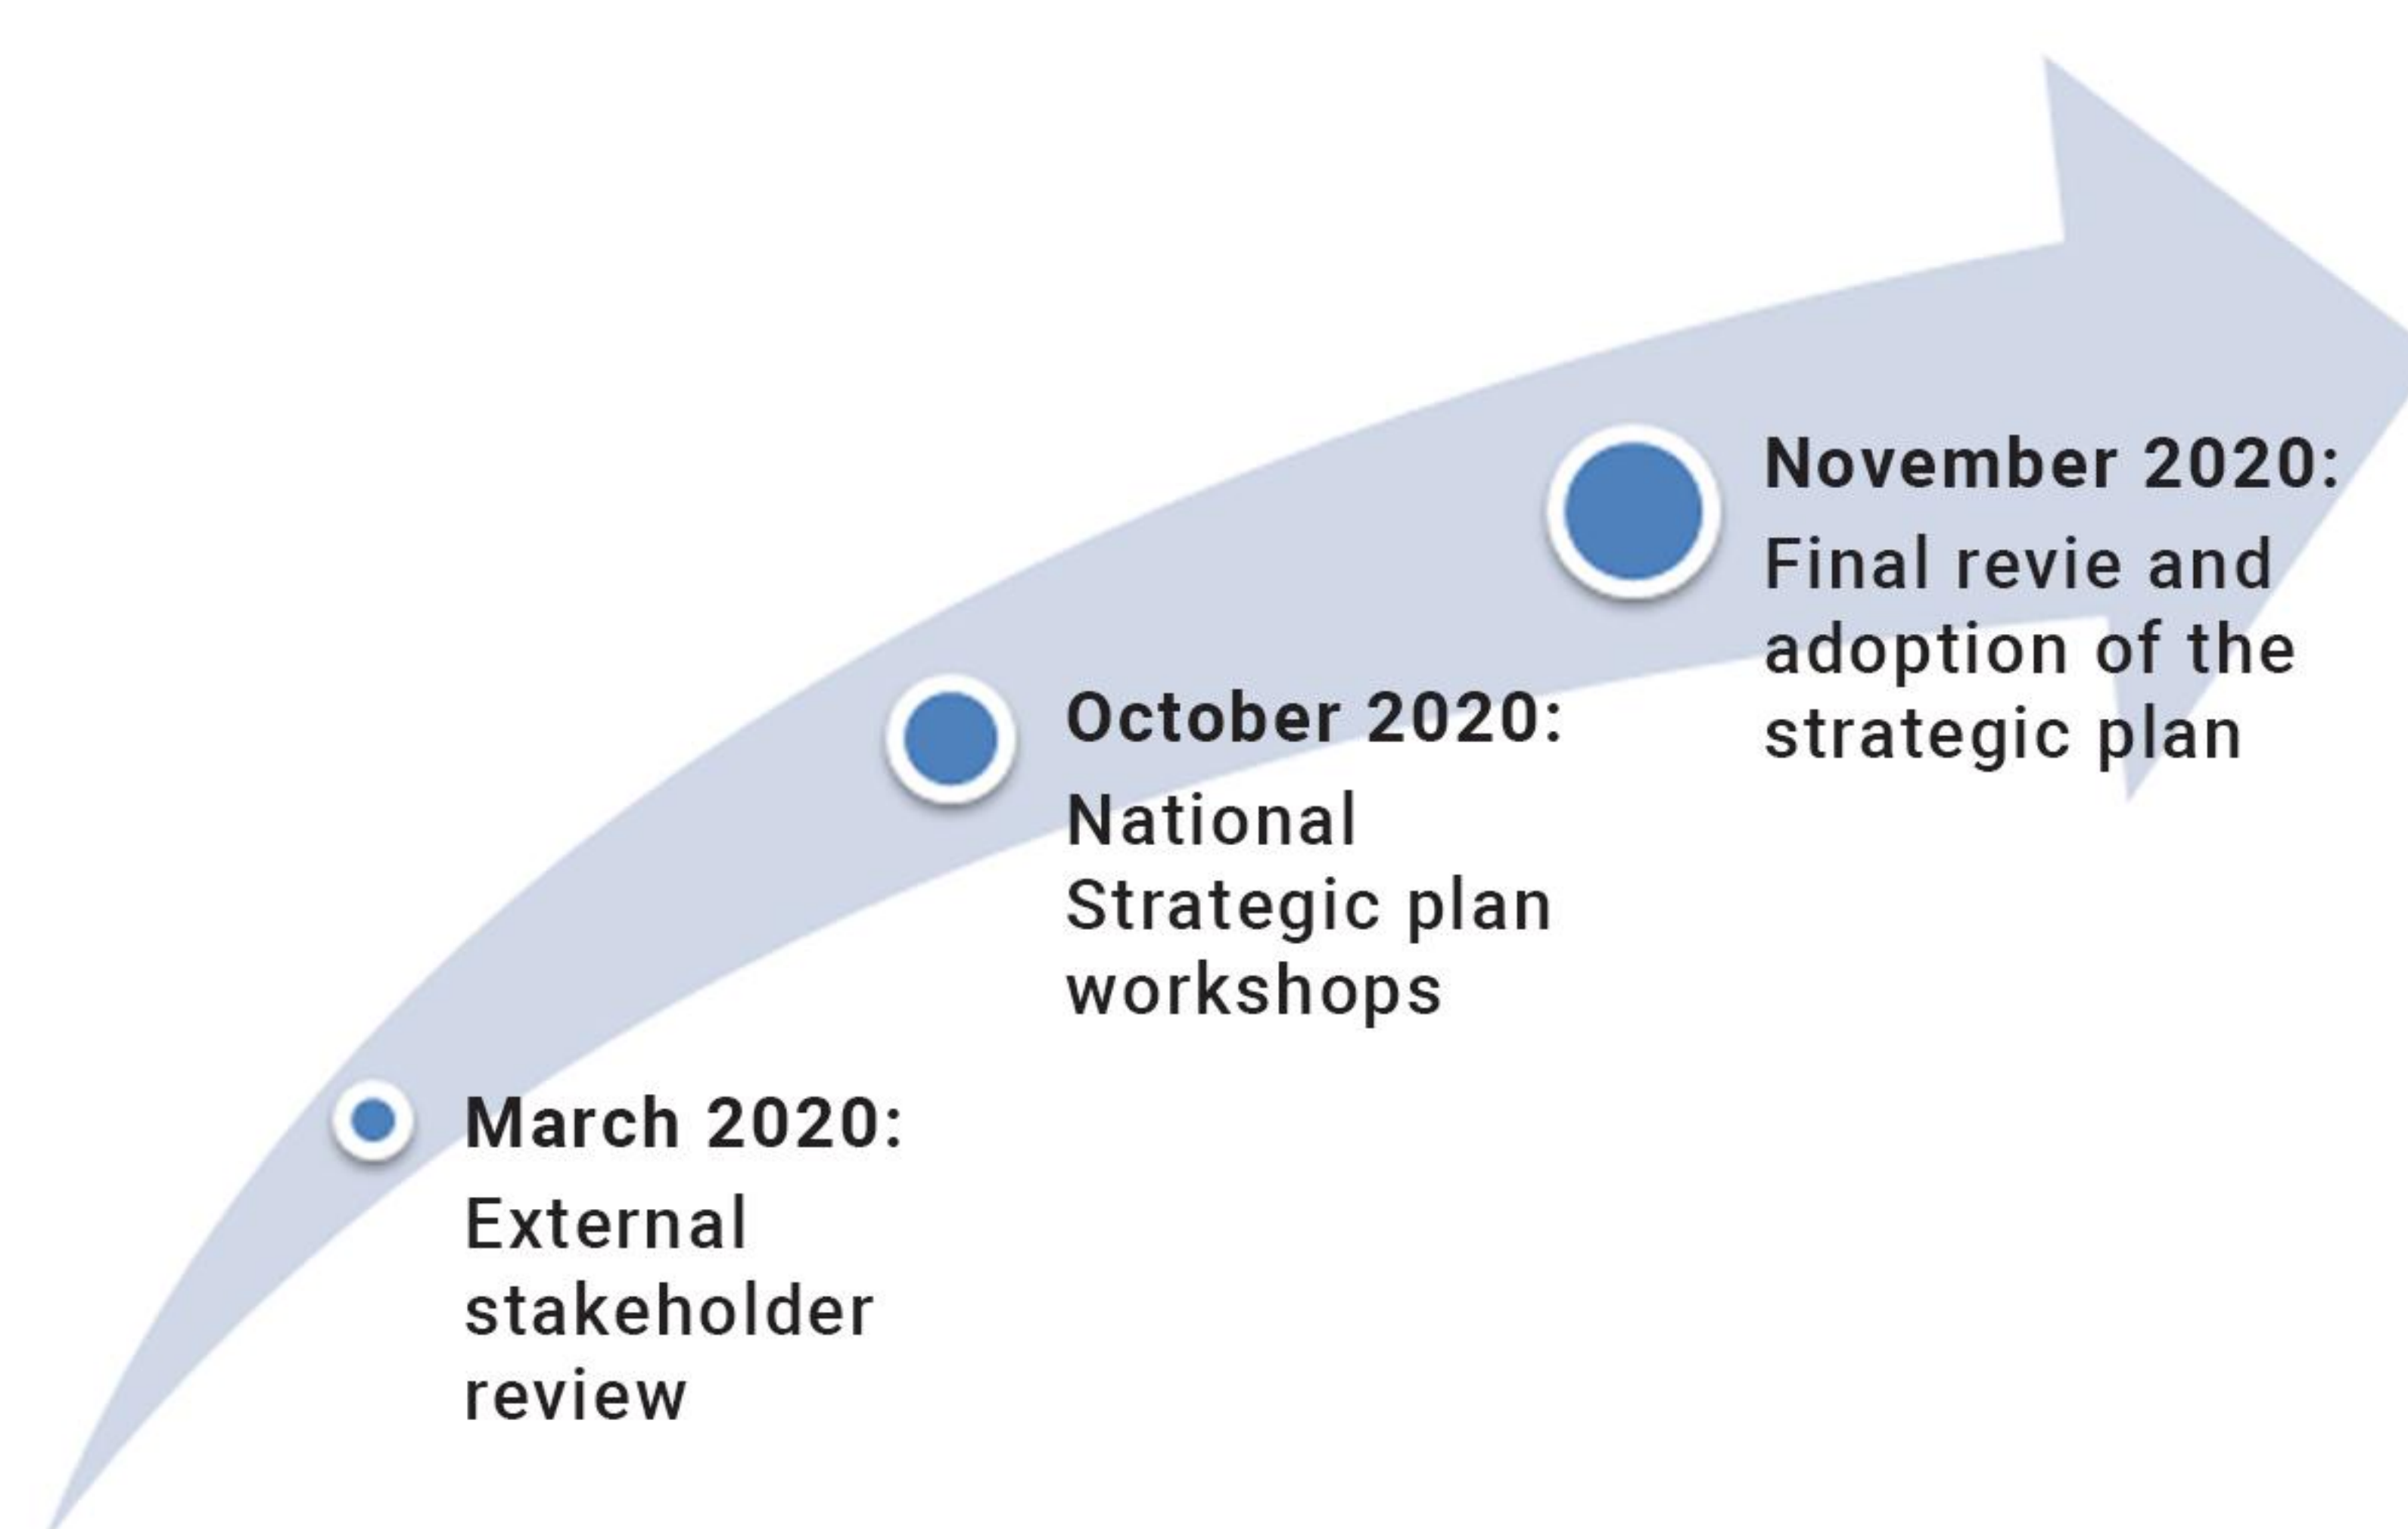 March 2020:
External
stakeholder
review
October 2020:
National
Strategic plan
workshops
November 2020:
Final revie and
adoption of the
strategic plan